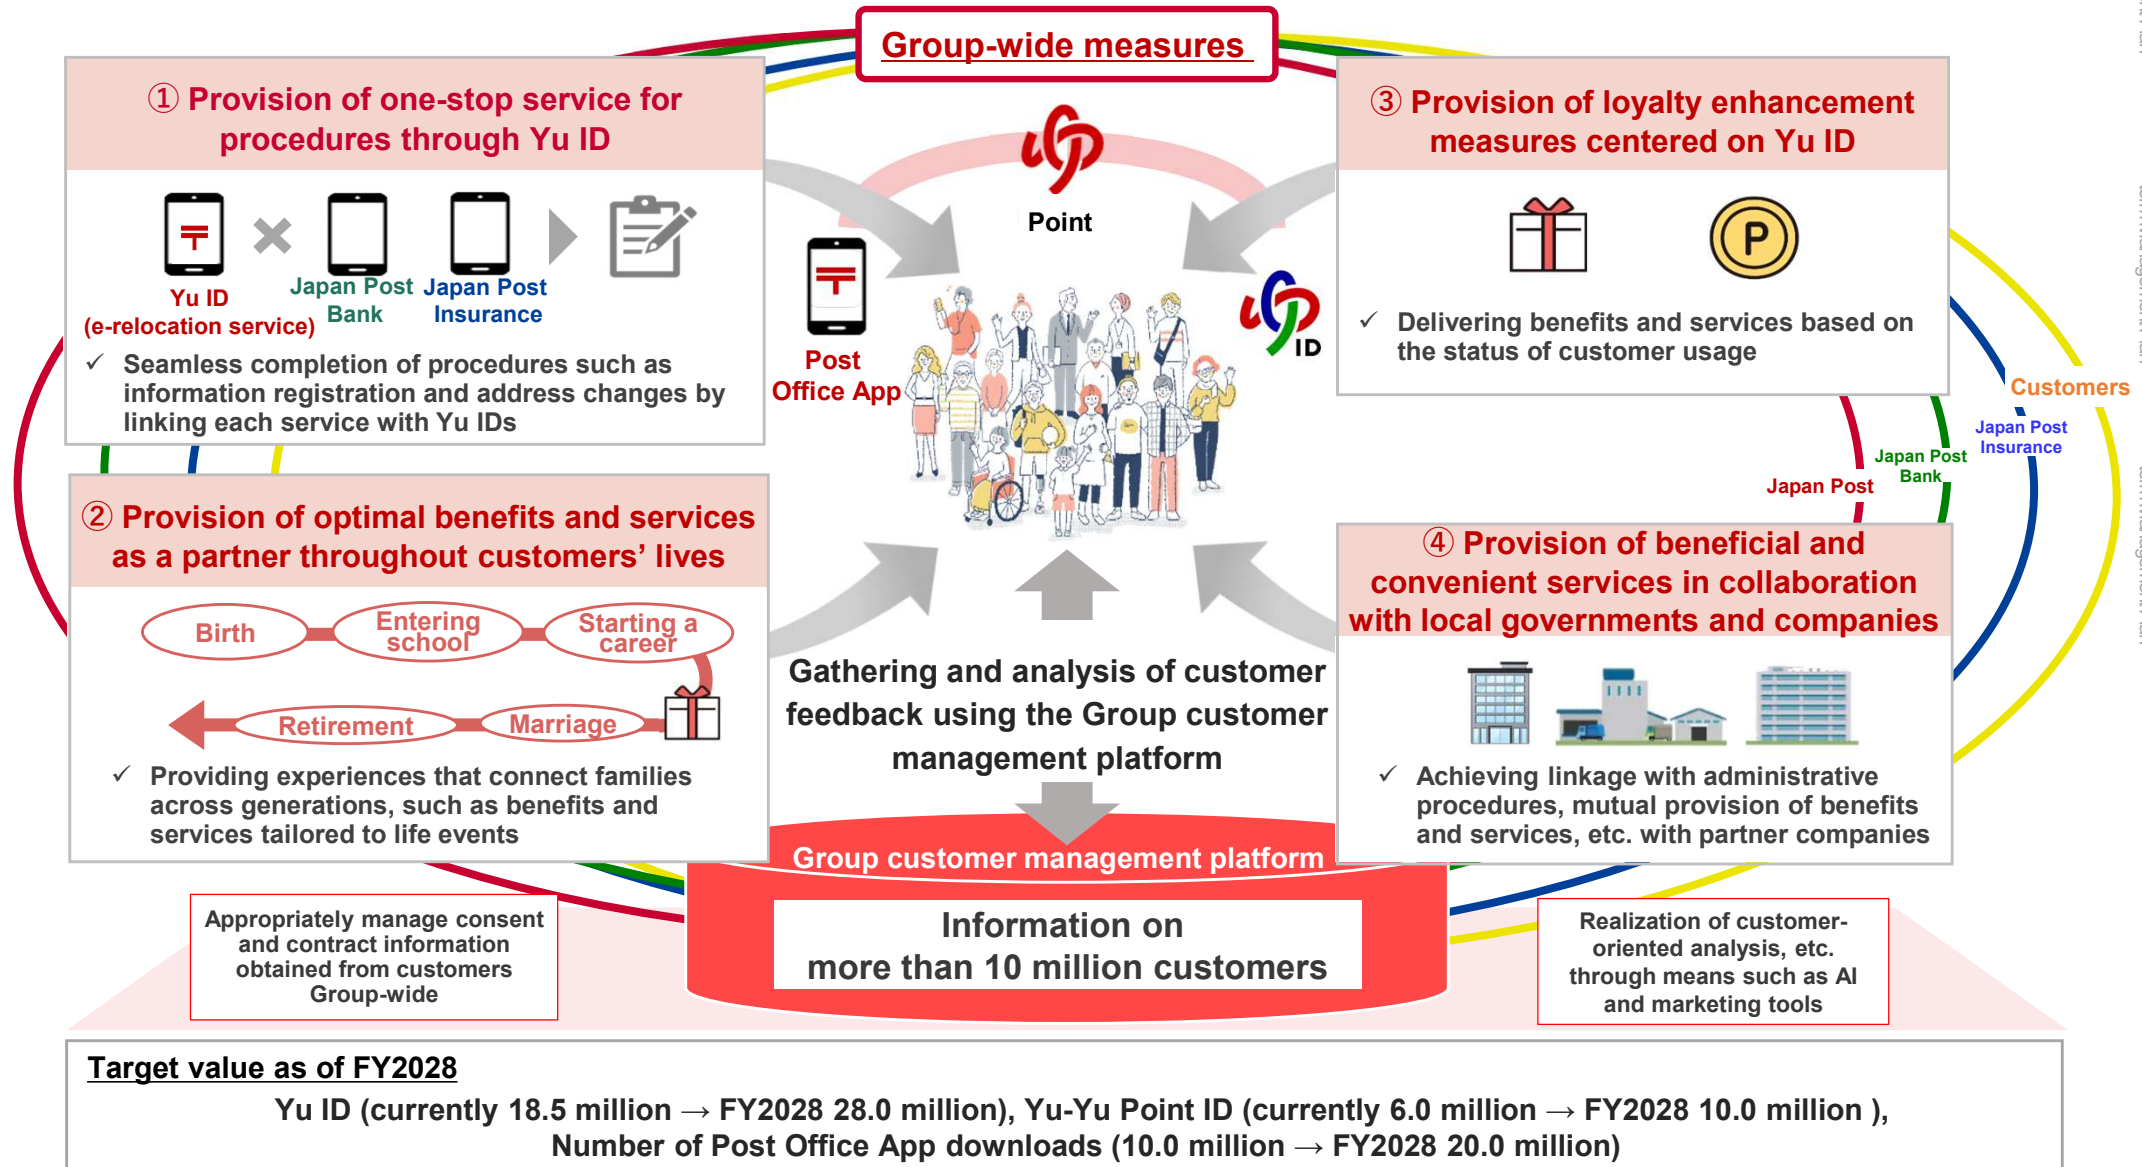 Group-wide measures
① Provision of one-stop service for
procedures through Yu ID
Yu ID
(e-relocation service)
Japan Post
Bank
Japan Post
Insurance
✓ Seamless completion of procedures such as
information registration and address changes by
linking each service with Yu IDs
② Provision of optimal benefits and services
as a partner throughout customers’ lives
Birth
Entering
school
Starting a
career
Retirement
Marriage
✓ Providing experiences that connect families
across generations, such as benefits and
services tailored to life events
Point
Post
Office App
ID
Gathering and analysis of customer
feedback using the Group customer
management platform
③ Provision of loyalty enhancement
measures centered on Yu ID
P
✓ Delivering benefits and services based on
the status of customer usage
Customers
Japan Post
Insurance
Japan Post
Bank
Japan Post
④ Provision of beneficial and
convenient services in collaboration
with local governments and companies
✓ Achieving linkage with administrative
procedures, mutual provision of benefits
and services, etc. with partner companies
Group customer management platform
Information on
more than 10 million customers
Appropriately manage consent
and contract information
obtained from customers
Group-wide
Realization of customer-
oriented analysis, etc.
through means such as AI
and marketing tools
Target value as of FY2028
Yu ID (currently 18.5 million → FY2028 28.0 million), Yu-Yu Point ID (currently 6.0 million → FY2028 10.0 million ),
Number of Post Office App downloads (10.0 million → FY2028 20.0 million)